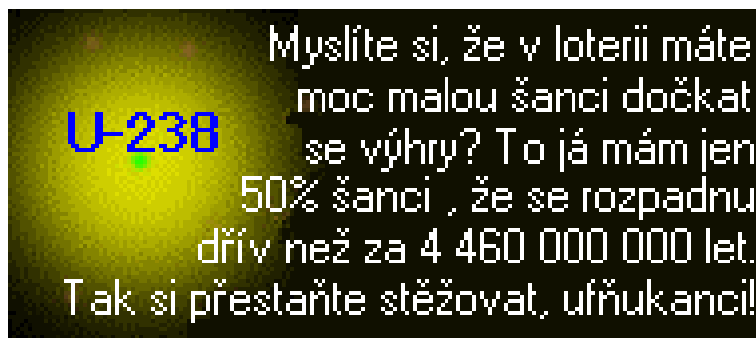 Myslíte si, že v loterii máte
moc malou šanci dočkat
U-238
se výhry? To já mám jen
50% šanci , že se rozpadnu
dřív než za 4 460 000 000 let.
Tak si přestaňte stěžovat, ufňukanci!